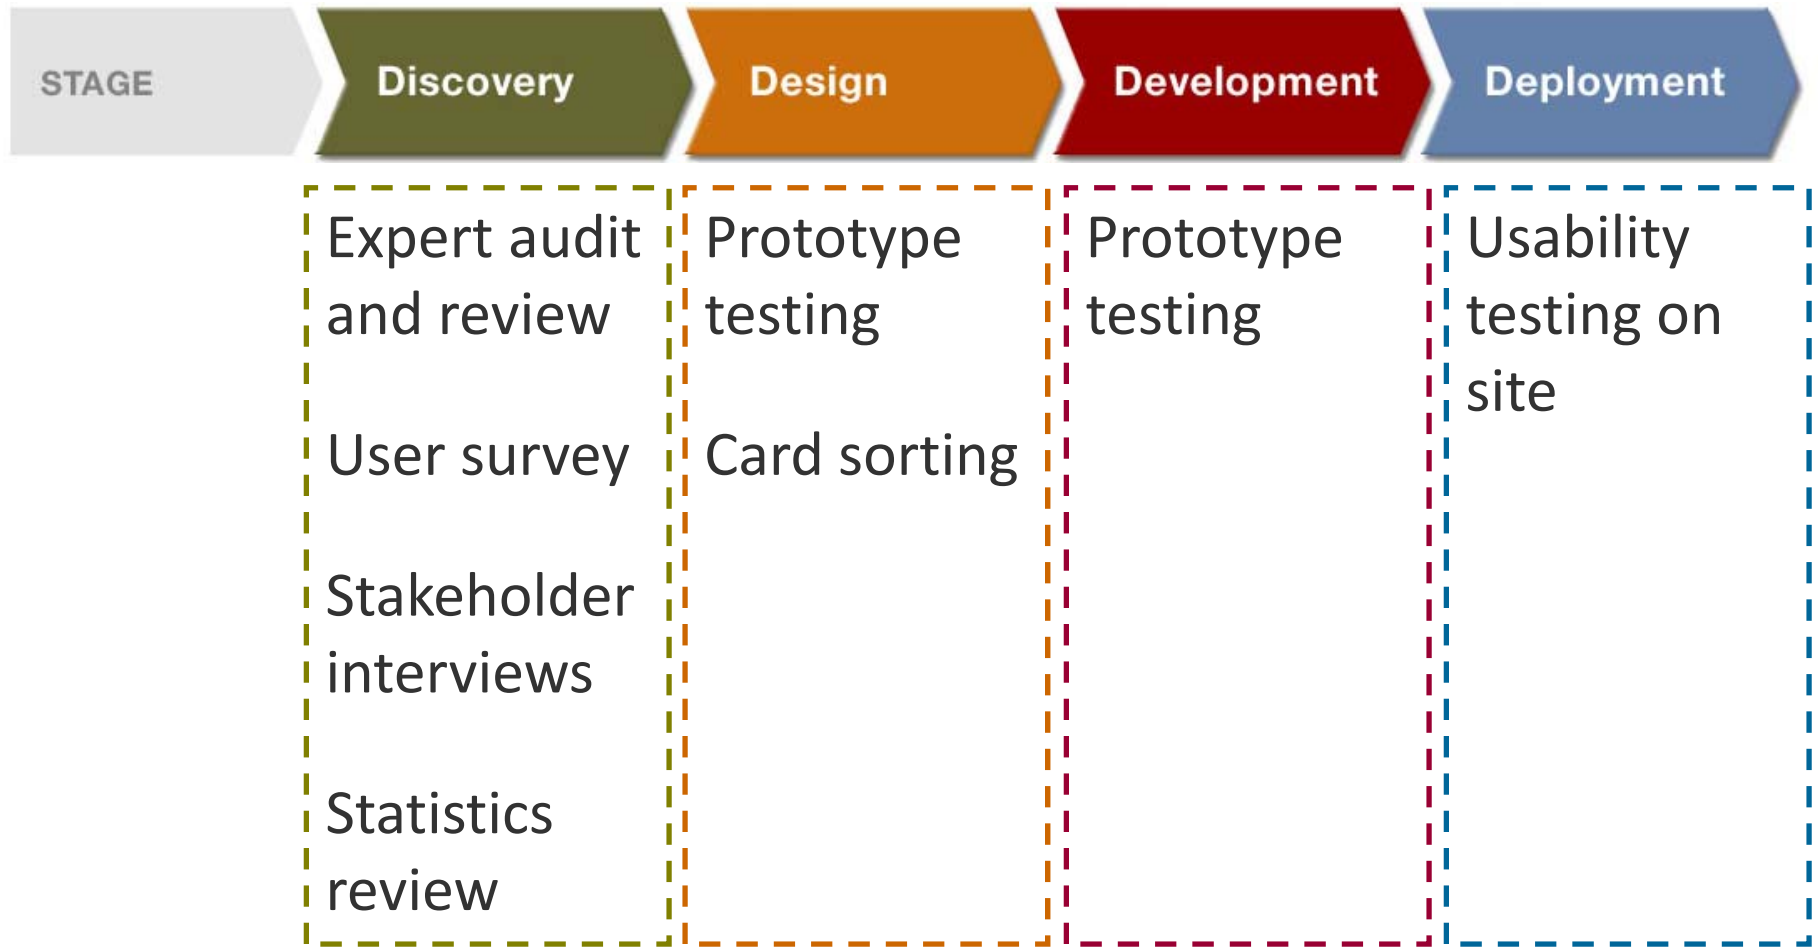 STAGE
Discovery
Design
Development
Deployment
Expert audit
and review
User survey
Stakeholder
interviews
Statistics
review
Prototype
testing
Card sorting
Prototype
testing
Usability
testing on
site